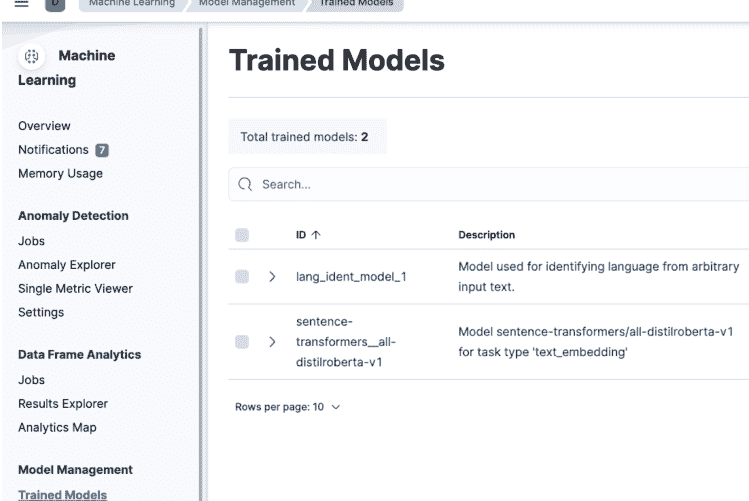 D Machine Learning Model Management Trained Models
Machine
Learning
Overview
Notifications 7
Memory Usage
Anomaly Detection
Jobs
Anomaly Explorer
Single Metric Viewer
Settings
Data Frame Analytics
Jobs
Results Explorer
Analytics Map
Model Management
Trained Models
Trained Models
Total trained models: 2
Search...
ID ↑ Description
lang_ident_model_1
Model used for identifying language from arbitrary
input text.
sentence-
transformers__all-
distilroberta-v1
Model sentence-transformers/all-distilroberta-v1
for task type 'text_embedding'
Rows per page: 10